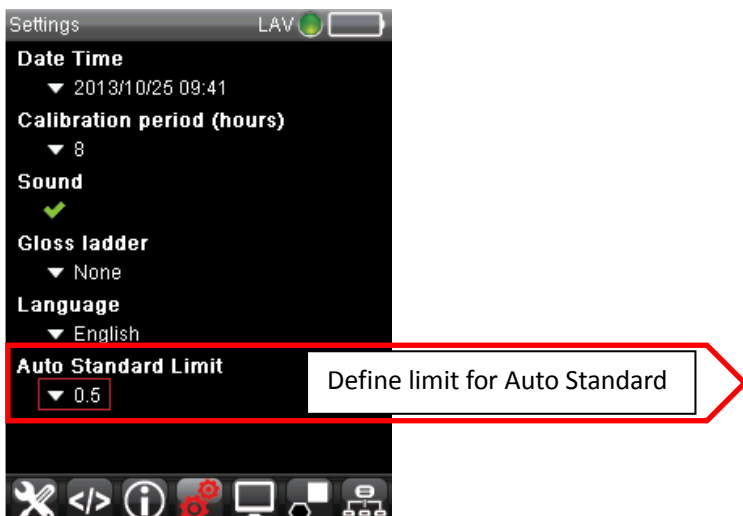 Settings LAV
Date Time
2013/10/25 09:41
Calibration period (hours)
8
Sound
Gloss ladder
None
Language
English
Auto Standard Limit
Define limit for Auto Standard
0.5